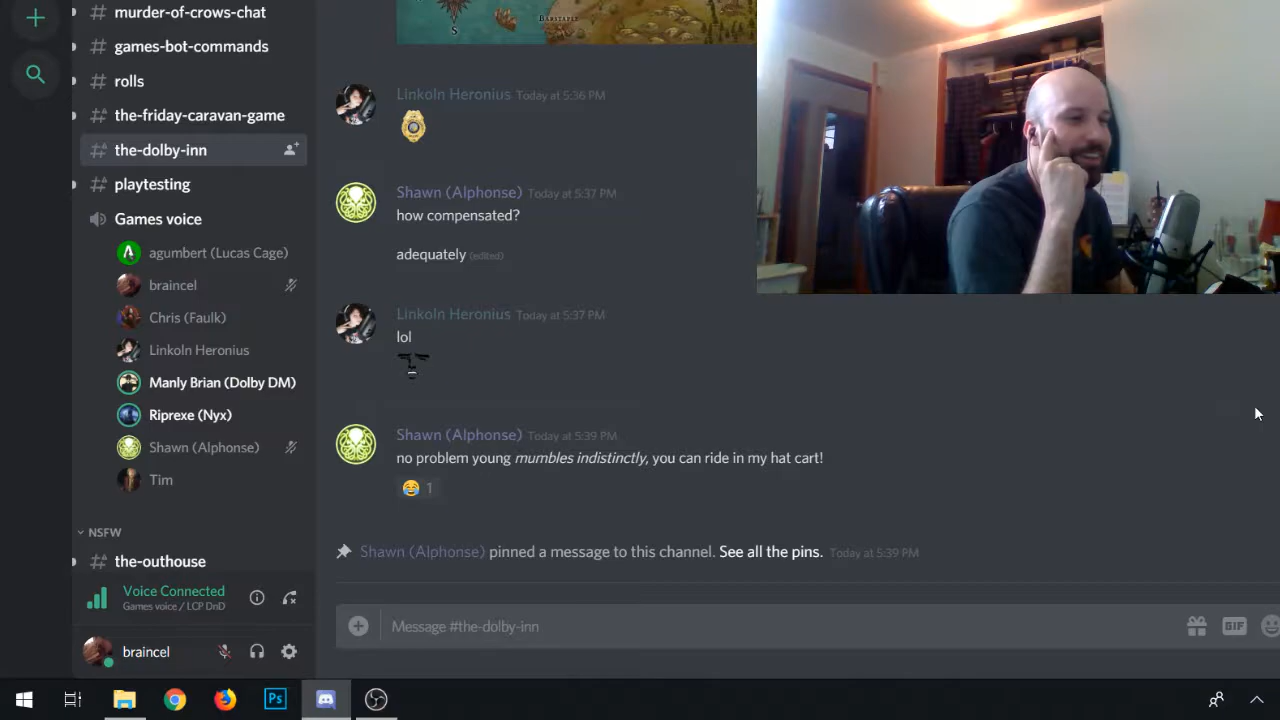 murder-of-crows-chat
games-bot-commands
rolls
the-friday-caravan-game
the-dolby-inn
playtesting
Games voice
agumbert (Lucas Cage)
braincel
Chris (Faulk)
Linkoln Heronius
Manly Brian (Dolby DM)
Riprexe (Nyx)
Shawn (Alphonse)
Tim
NSFW
the-outhouse
Voice Connected
Games voice / LCP DnD
braincel
S
BARSTAPLE
Linkoln Heronius Today at 5:36 PM
Shawn (Alphonse) Today at 5:37 PM
how compensated?
adequately (edited)
Linkoln Heronius Today at 5:37 PM
lol
Shawn (Alphonse) Today at 5:39 PM
no problem young mumbles indistinctly, you can ride in my hat cart!
1
Shawn (Alphonse) pinned a message to this channel. See all the pins. Today at 5:39 PM
Message #the-dolby-inn
GIF
Ps